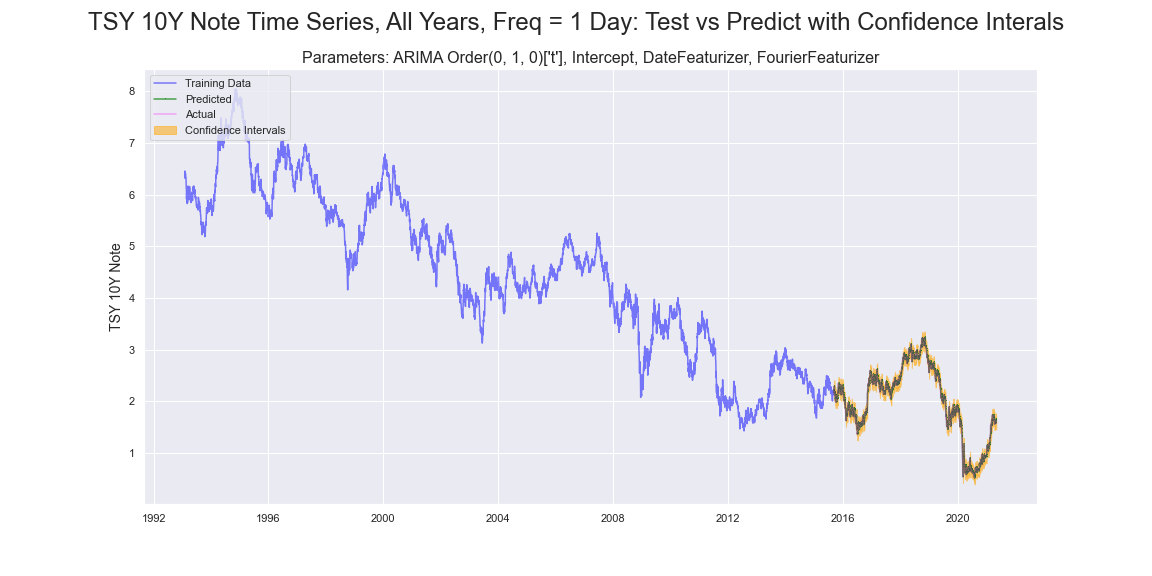 TSY 10Y Note Time Series, All Years, Freq = 1 Day: Test vs Predict with Confidence Interals
Parameters: ARIMA Order(0, 1, 0)['t'], Intercept, DateFeaturizer, FourierFeaturizer
Training Data
Predicted
Actual
Confidence Intervals
TSY 10Y Note
8
7
6
5
4
3
2
1
1992 1996 2000 2004 2008 2012 2016 2020